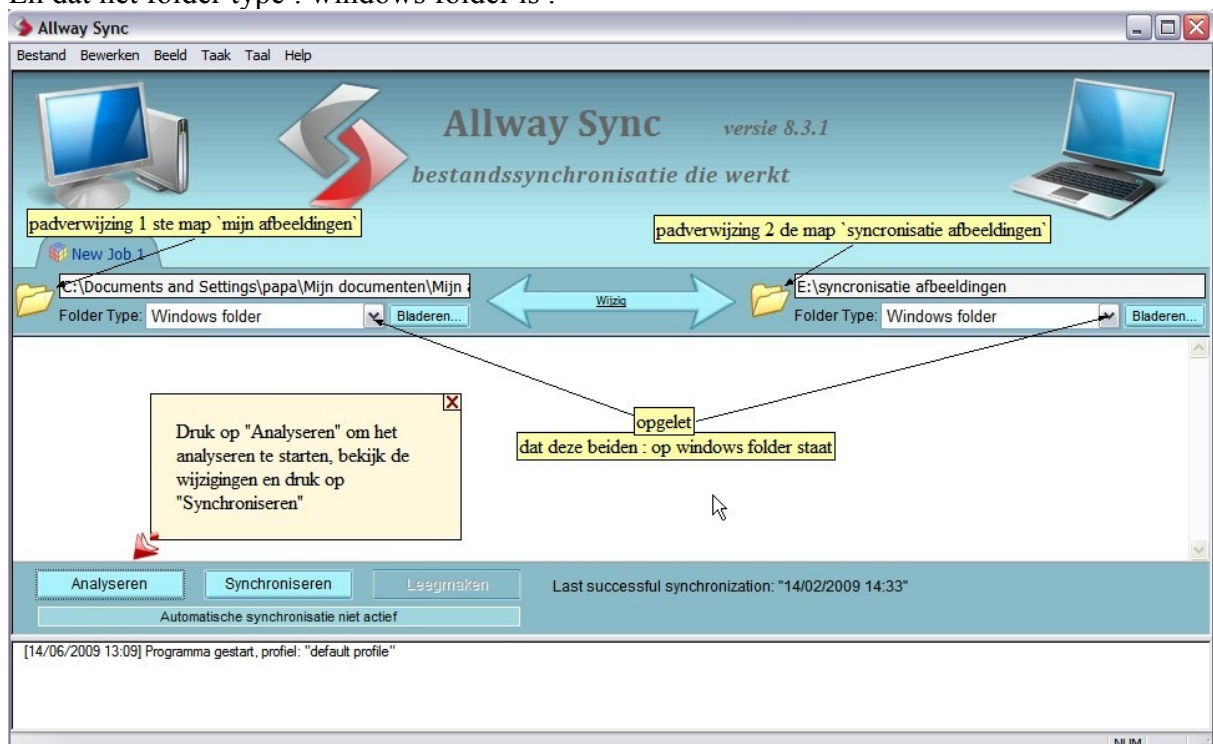 En dat het folder type : windows folder is !
Allway Sync
Bestand Bewerken Beeld Taak Taal Help
Allway Sync versie 8.3.1
bestandssynchronisatie die werkt
padverwijzing 1 ste map `mijn afbeeldingen`
padverwijzing 2 de map `syncronisatie afbeeldingen`
New Job 1
C:\Documents and Settings\papa\Mijn documenten\Mijn
E:\syncronisatie afbeeldingen
Wijzig
Folder Type: Windows folder Bladeren...
Folder Type: Windows folder Bladeren...
opgelet
dat deze beiden : op windows folder staat
Druk op "Analyseren" om het
analyseren te starten, bekijk de
wijzigingen en druk op
"Synchroniseren"
Analyseren Synchroniseren Leegmaken Last successful synchronization: "14/02/2009 14:33"
Automatische synchronisatie niet actief
[14/06/2009 13:09] Programma gestart, profiel: "default profile"
NUM